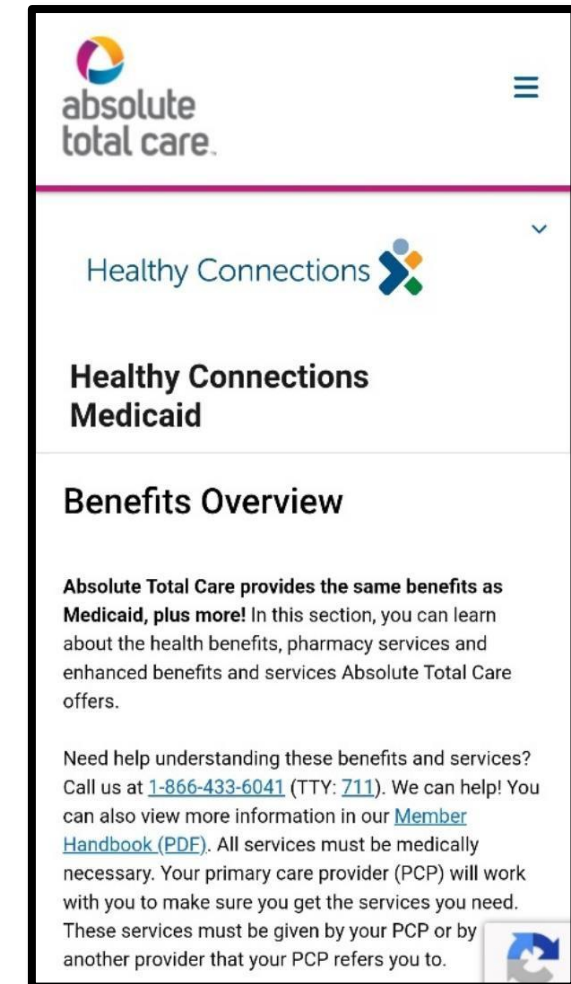 absolute
total care™
Healthy Connections
Healthy Connections
Medicaid
Benefits Overview
Absolute Total Care provides the same benefits as
Medicaid, plus more! In this section, you can learn
about the health benefits, pharmacy services and
enhanced benefits and services Absolute Total Care
offers.
Need help understanding these benefits and services?
Call us at 1-866-433-6041 (TTY: 711). We can help! You
can also view more information in our Member
Handbook (PDF). All services must be medically
necessary. Your primary care provider (PCP) will work
with you to make sure you get the services you need.
These services must be given by your PCP or by
another provider that your PCP refers you to.